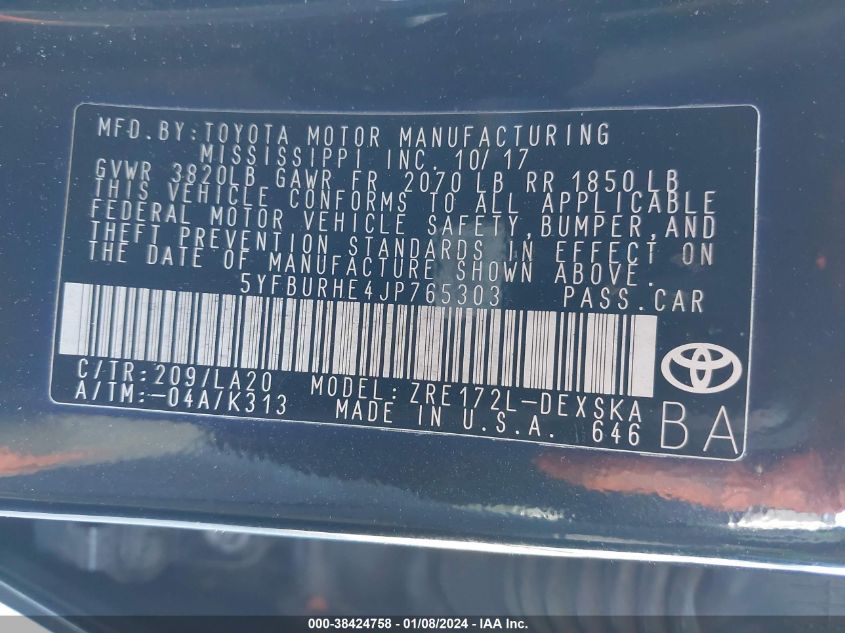 MFD. BY: TOYOTA MOTOR MANUFACTURING
MISSISSIPPI INC. 10/17
GVWR 3820LB GAWR FR 2070 LB RR 1850LB
THIS VEHICLE CONFORMS TO ALL APPLICABLE
FEDERAL MOTOR VEHICLE SAFETY, BUMPER, AND
THEFT PREVENTION STANDARDS IN EFFECT ON
THE DATE OF MANUFACTURE SHOWN ABOVE.
5YFBURHE4JP765303 PASS. CAR
C/TR: 209/LA20 MODEL: ZRE172L-DEXSKA
A/TM: -04A/K313 MADE IN U.S.A. 646
BA
000-38424758 - 01/08/2024 - IAA Inc.